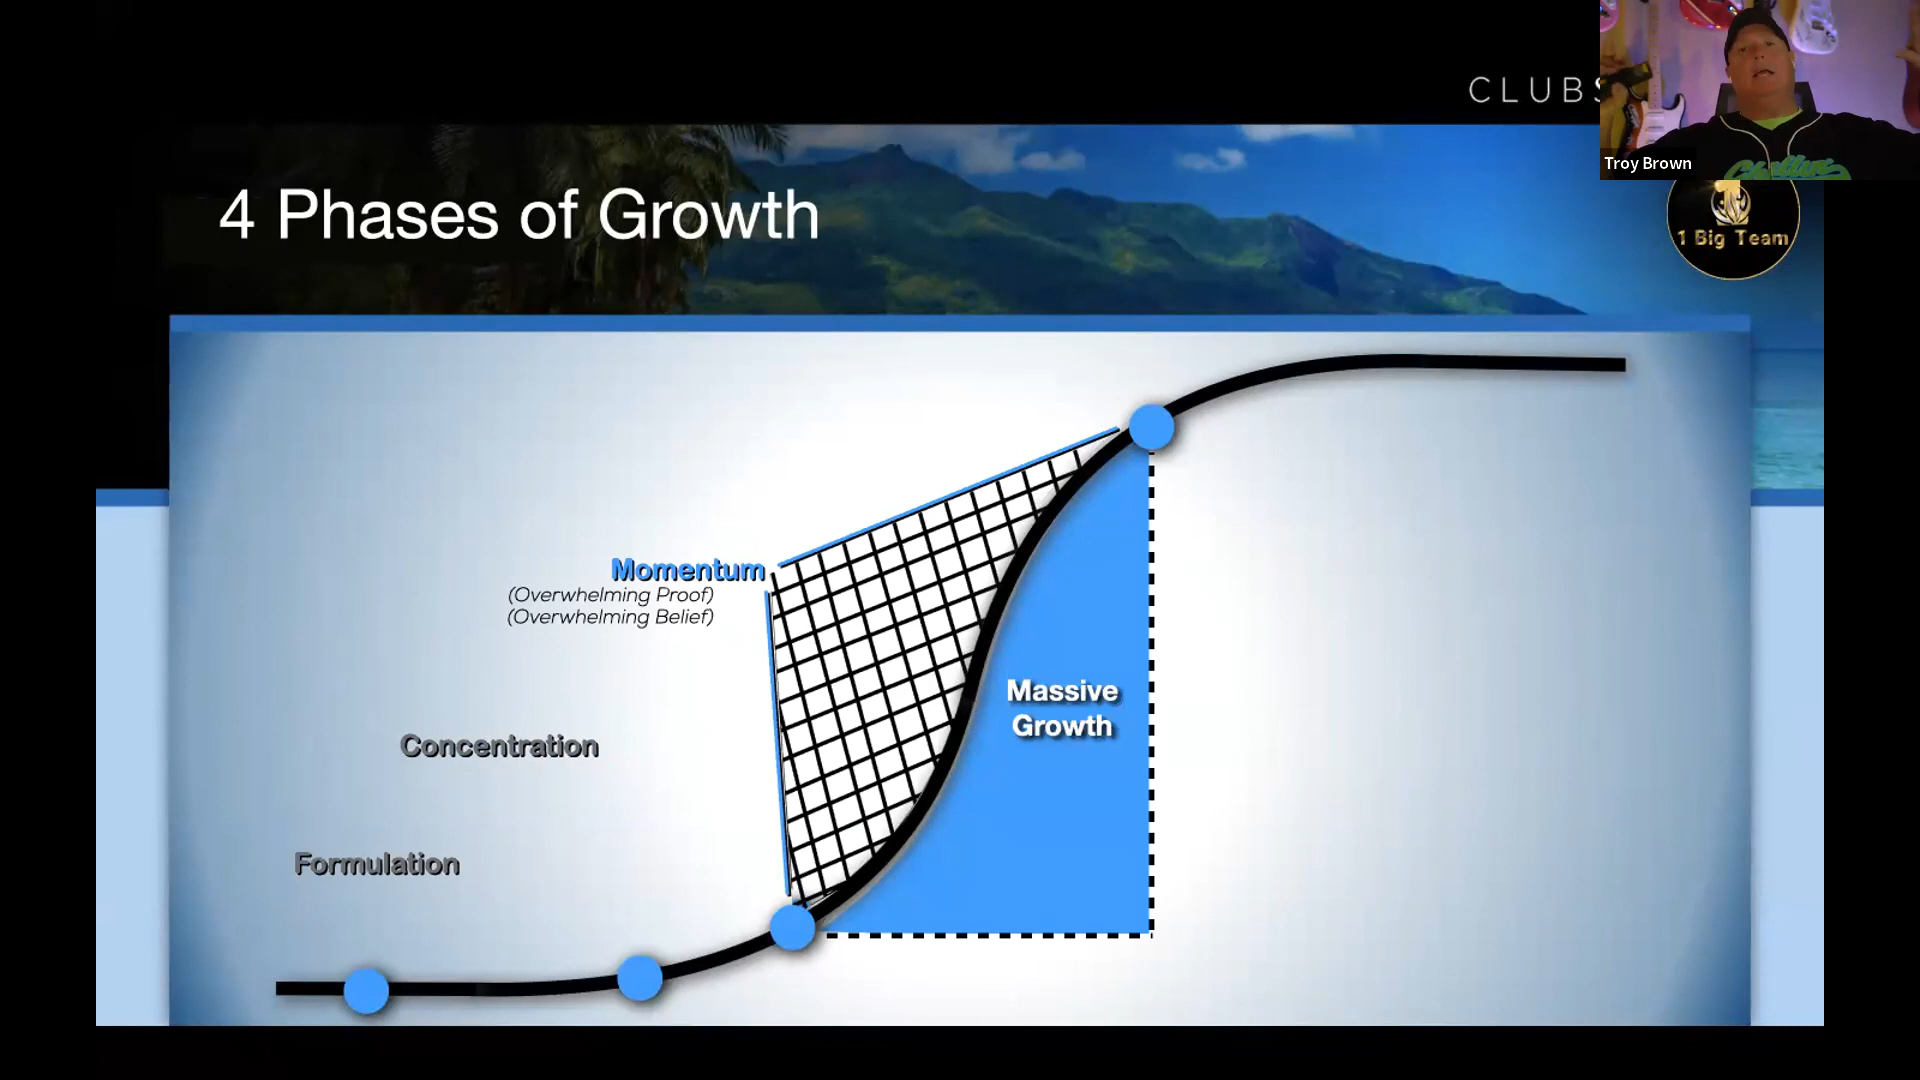 CLUBS
Troy Brown
4 Phases of Growth
1 Big Team
Momentum
(Overwhelming Proof)
(Overwhelming Belief)
Massive
Growth
Concentration
Formulation